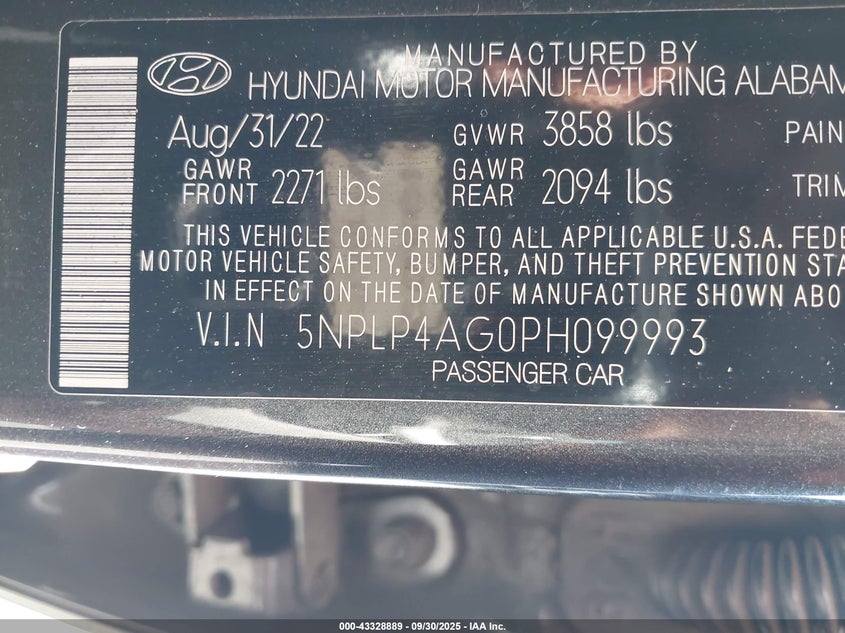 MANUFACTURED BY
HYUNDAI MOTOR MANUFACTURING ALABAM
Aug/31/22 GVWR 3858 lbs PAIN
GAWR FRONT 2271 lbs GAWR REAR 2094 lbs TRIM
THIS VEHICLE CONFORMS TO ALL APPLICABLE U.S.A. FEDE
MOTOR VEHICLE SAFETY, BUMPER, AND THEFT PREVENTION STA
IN EFFECT ON THE DATE OF MANUFACTURE SHOWN ABO
V.I.N 5NPLP4AG0PH099993
PASSENGER CAR
000-43328889 - 09/30/2025 - IAA Inc.